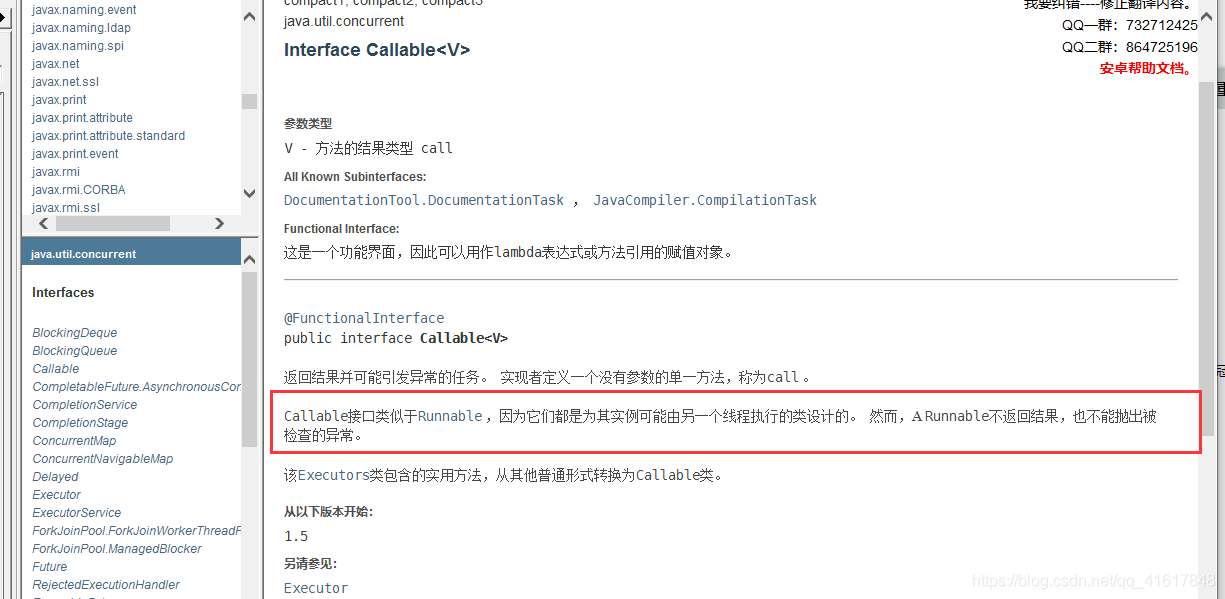 javax.naming.event
javax.naming.ldap
javax.naming.spi
javax.net
javax.net.ssl
javax.print
javax.print.attribute
javax.print.attribute.standard
javax.print.event
javax.rmi
javax.rmi.CORBA
javax.rmi.ssl
java.util.concurrent
Interfaces
BlockingDeque
BlockingQueue
Callable
CompletableFuture.AsynchronousCon
CompletionService
CompletionStage
ConcurrentMap
ConcurrentNavigableMap
Delayed
Executor
ExecutorService
ForkJoinPool.ForkJoinWorkerThreadF
ForkJoinPool.ManagedBlocker
Future
RejectedExecutionHandler
compact1, compact2, compact3
java.util.concurrent
Interface Callable<V>
我要纠错----修正翻译内容。
QQ一群：732712425
QQ二群：864725196
安卓帮助文档。
参数类型
V - 方法的结果类型 call
All Known Subinterfaces:
DocumentationTool.DocumentationTask ， JavaCompiler.CompilationTask
Functional Interface:
这是一个功能界面，因此可以用作lambda表达式或方法引用的赋值对象。
@FunctionalInterface
public interface Callable<V>
返回结果并可能引发异常的任务。 实现者定义一个没有参数的单一方法，称为call 。
Callable接口类似于Runnable ，因为它们都是为其实例可能由另一个线程执行的类设计的。 然而，A Runnable不返回结果，也不能抛出被
检查的异常。
该Executors类包含的实用方法，从其他普通形式转换为Callable类。
从以下版本开始：
1.5
另请参见：
Executor
https://blog.csdn.net/qq_41617848